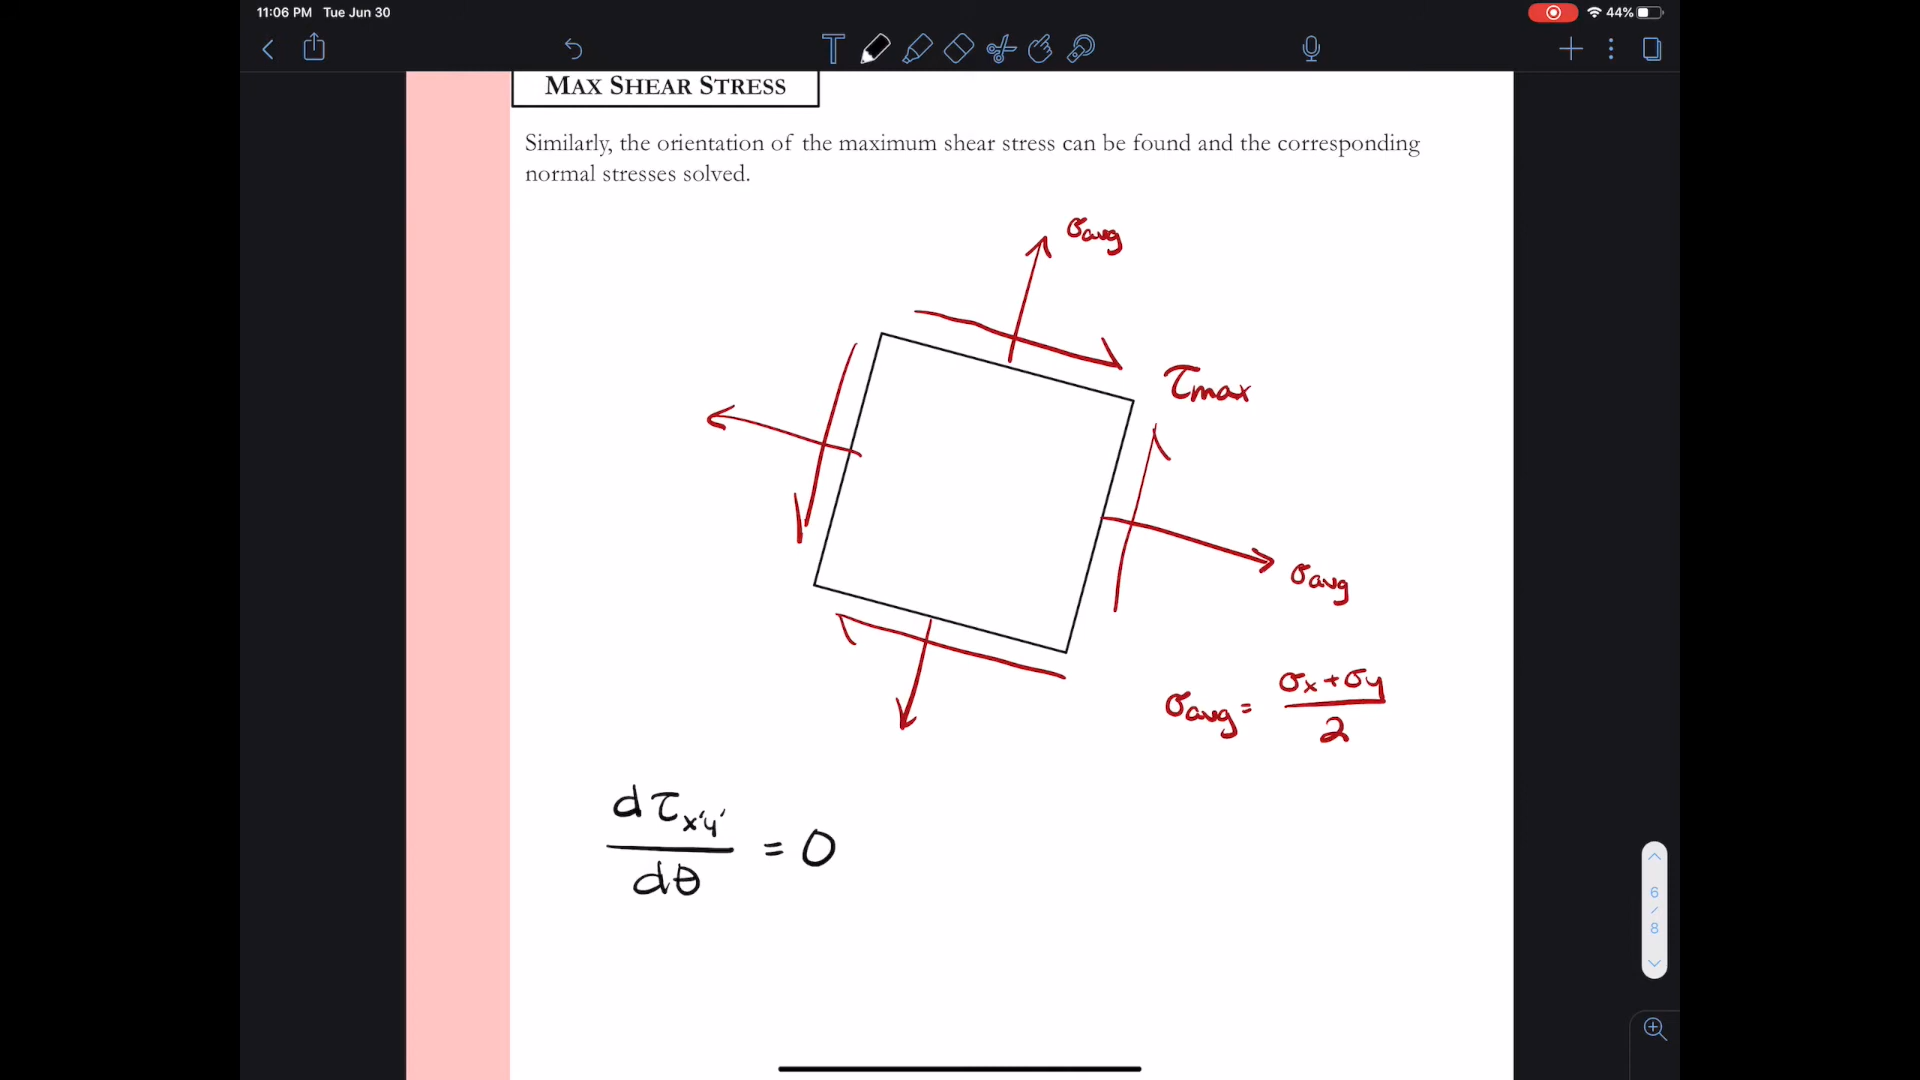 11:06 PM Tue Jun 30
44%
MAX SHEAR STRESS
Similarly, the orientation of the maximum shear stress can be found and the corresponding
normal stresses solved.
σavg
τmax
σavg
σavg = σx+σy / 2
dτx'y' / dθ = 0
6 / 8